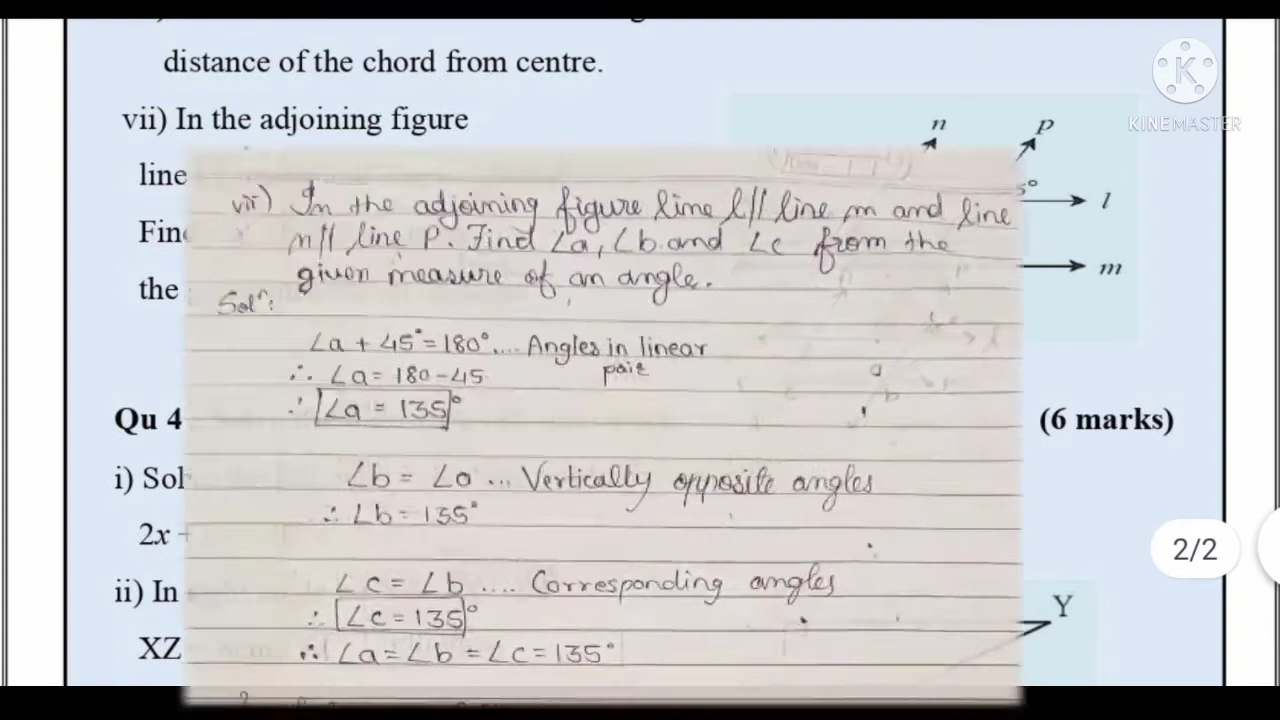 distance of the chord from centre.
vii) In the adjoining figure
n
p
KINEMASTER
line
5°
l
Fin
m
the
vii) In the adjoining figure line l // line m and line
n // line P. Find ∠a, ∠b and ∠c from the
given measure of an angle.
Solⁿ:
∠a + 45° = 180° .... Angles in linear
pair
∴ ∠a = 180 - 45
∴ ∠a = 135°
Qu 4
(6 marks)
i) Sol
∠b = ∠a ... Vertically opposite angles
∴ ∠b = 135°
2x
2/2
ii) In
∠c = ∠b .... Corresponding angles
∴ ∠c = 135°
Y
XZ
∴ ∠a = ∠b = ∠c = 135°